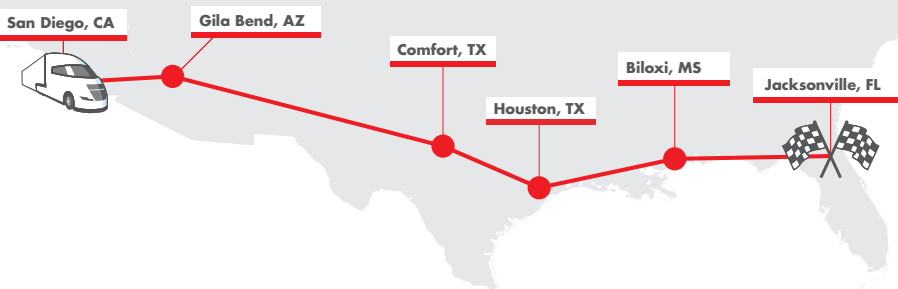 San Diego, CA
Gila Bend, AZ
Comfort, TX
Houston, TX
Biloxi, MS
Jacksonville, FL